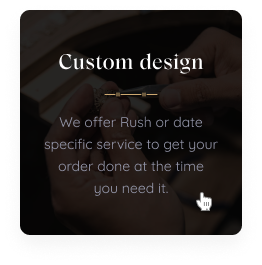 Custom design
We offer Rush or date
specific service to get your
order done at the time
you need it.